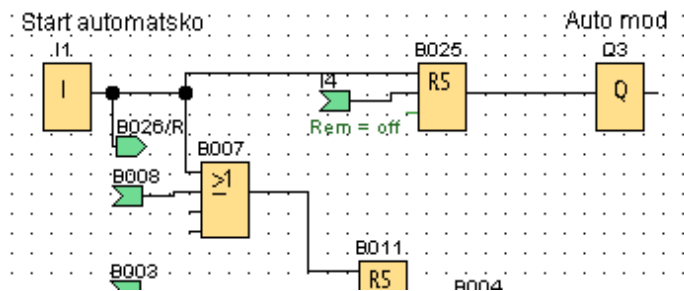 Start automatsko
Auto mod
I1
B025
Q3
I
I4
RS
Q
B026/R
Rem = off
B007
B008
≥1
B011
B003
RS
B004